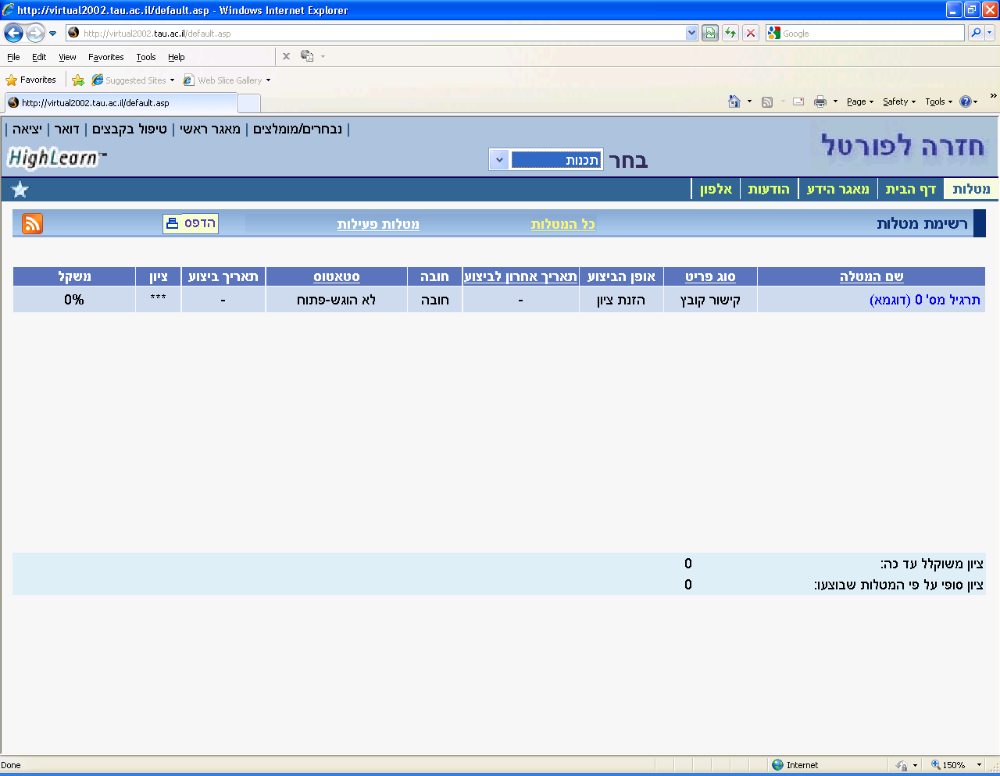 http://virtual2002.tau.ac.il/default.asp - Windows Internet Explorer
http://virtual2002.tau.ac.il/default.asp
Google
File Edit View Favorites Tools Help
Favorites Suggested Sites Web Slice Gallery
http://virtual2002.tau.ac.il/default.asp
Page Safety Tools
| נבחרים/מומלצים | מאגר ראשי | טיפול בקבצים | דואר | יציאה |
חזרה לפורטל
בחר תכנות
HighLearn™
מטלות דף הבית מאגר הידע הודעות אלפון
רשימת מטלות כל המטלות מטלות פעילות הדפס
שם המטלה סוג פריט אופן הביצוע תאריך אחרון לביצוע חובה סטאטוס תאריך ביצוע ציון משקל
תרגיל מס' 0 (דוגמא) קישור קובץ הזנת ציון - חובה לא הוגש-פתוח - *** 0%
ציון משוקלל עד כה: 0
ציון סופי על פי המטלות שבוצעו: 0
Done Internet 150%